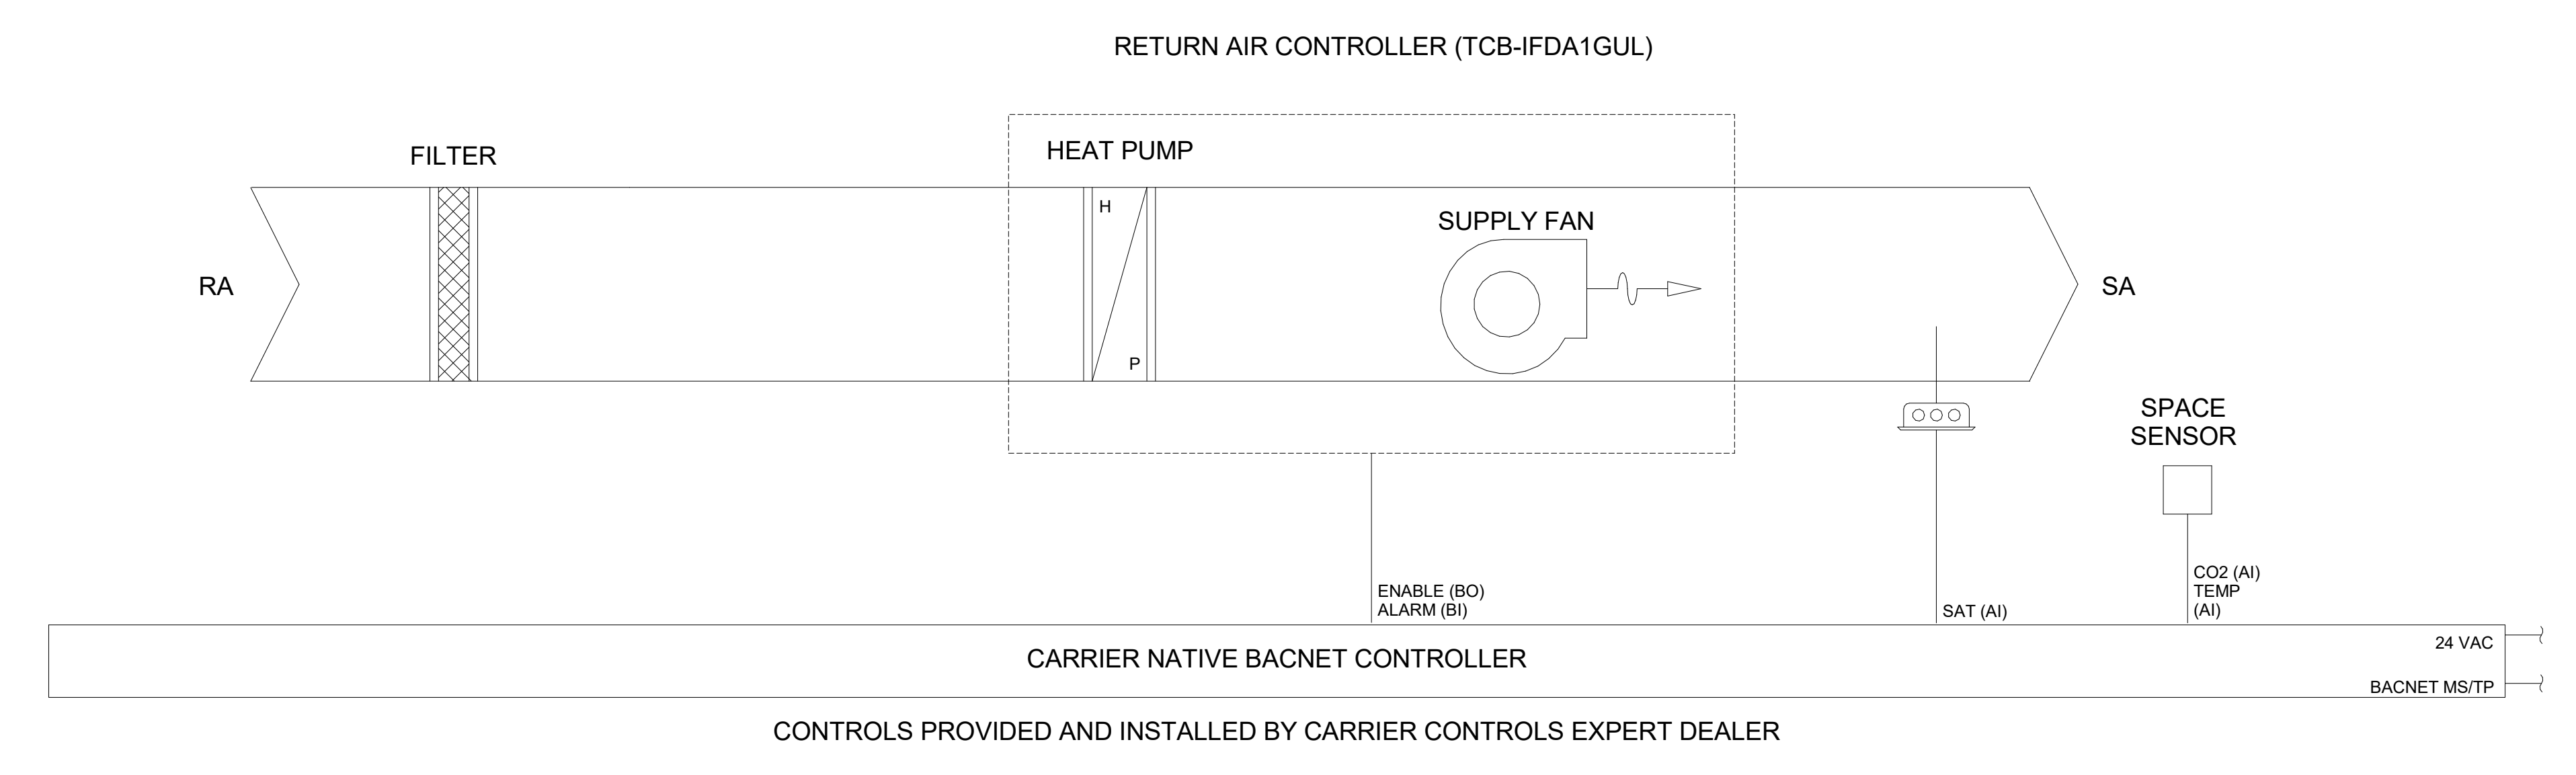 RETURN AIR CONTROLLER (TCB-IFDA1GUL)
FILTER
HEAT PUMP
H
SUPPLY FAN
RA
SA
P
SPACE
SENSOR
ENABLE (BO)
ALARM (BI)
SAT (AI)
CO2 (AI)
TEMP
(AI)
24 VAC
CARRIER NATIVE BACNET CONTROLLER
BACNET MS/TP
CONTROLS PROVIDED AND INSTALLED BY CARRIER CONTROLS EXPERT DEALER